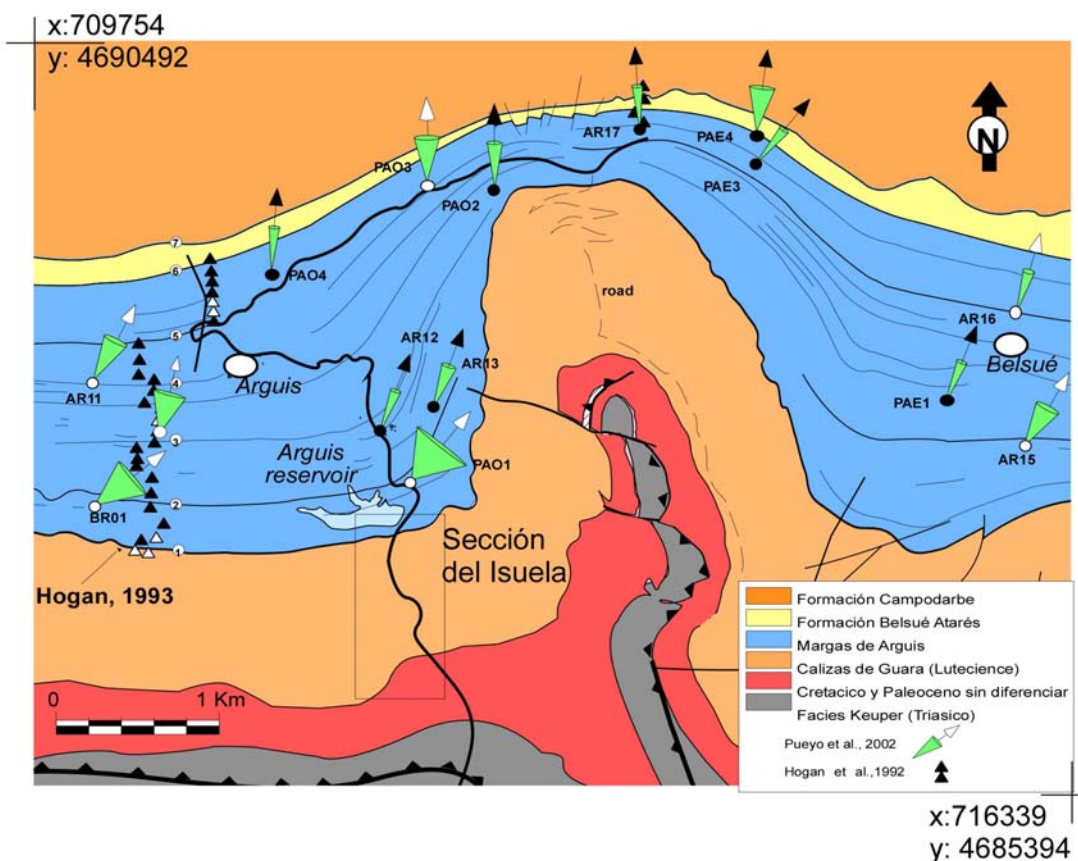 x:709754
y: 4690492
N
AR17
PAE4
PAO3
PAE3
PAO2
7
6
PAO4
road
5
AR16
AR12
Belsué
AR13
Arguis
4
AR11
PAE1
3
Arguis
reservoir
AR15
PAO1
2
BR01
1
Sección
del Isuela
Hogan, 1993
0
1 Km
Formación Campodarbe
Formación Belsué Atarés
Margas de Arguis
Calizas de Guara (Lutecience)
Cretacico y Paleoceno sin diferenciar
Facies Keuper (Triasico)
Pueyo et al., 2002
Hogan et al.,1992
x:716339
y: 4685394